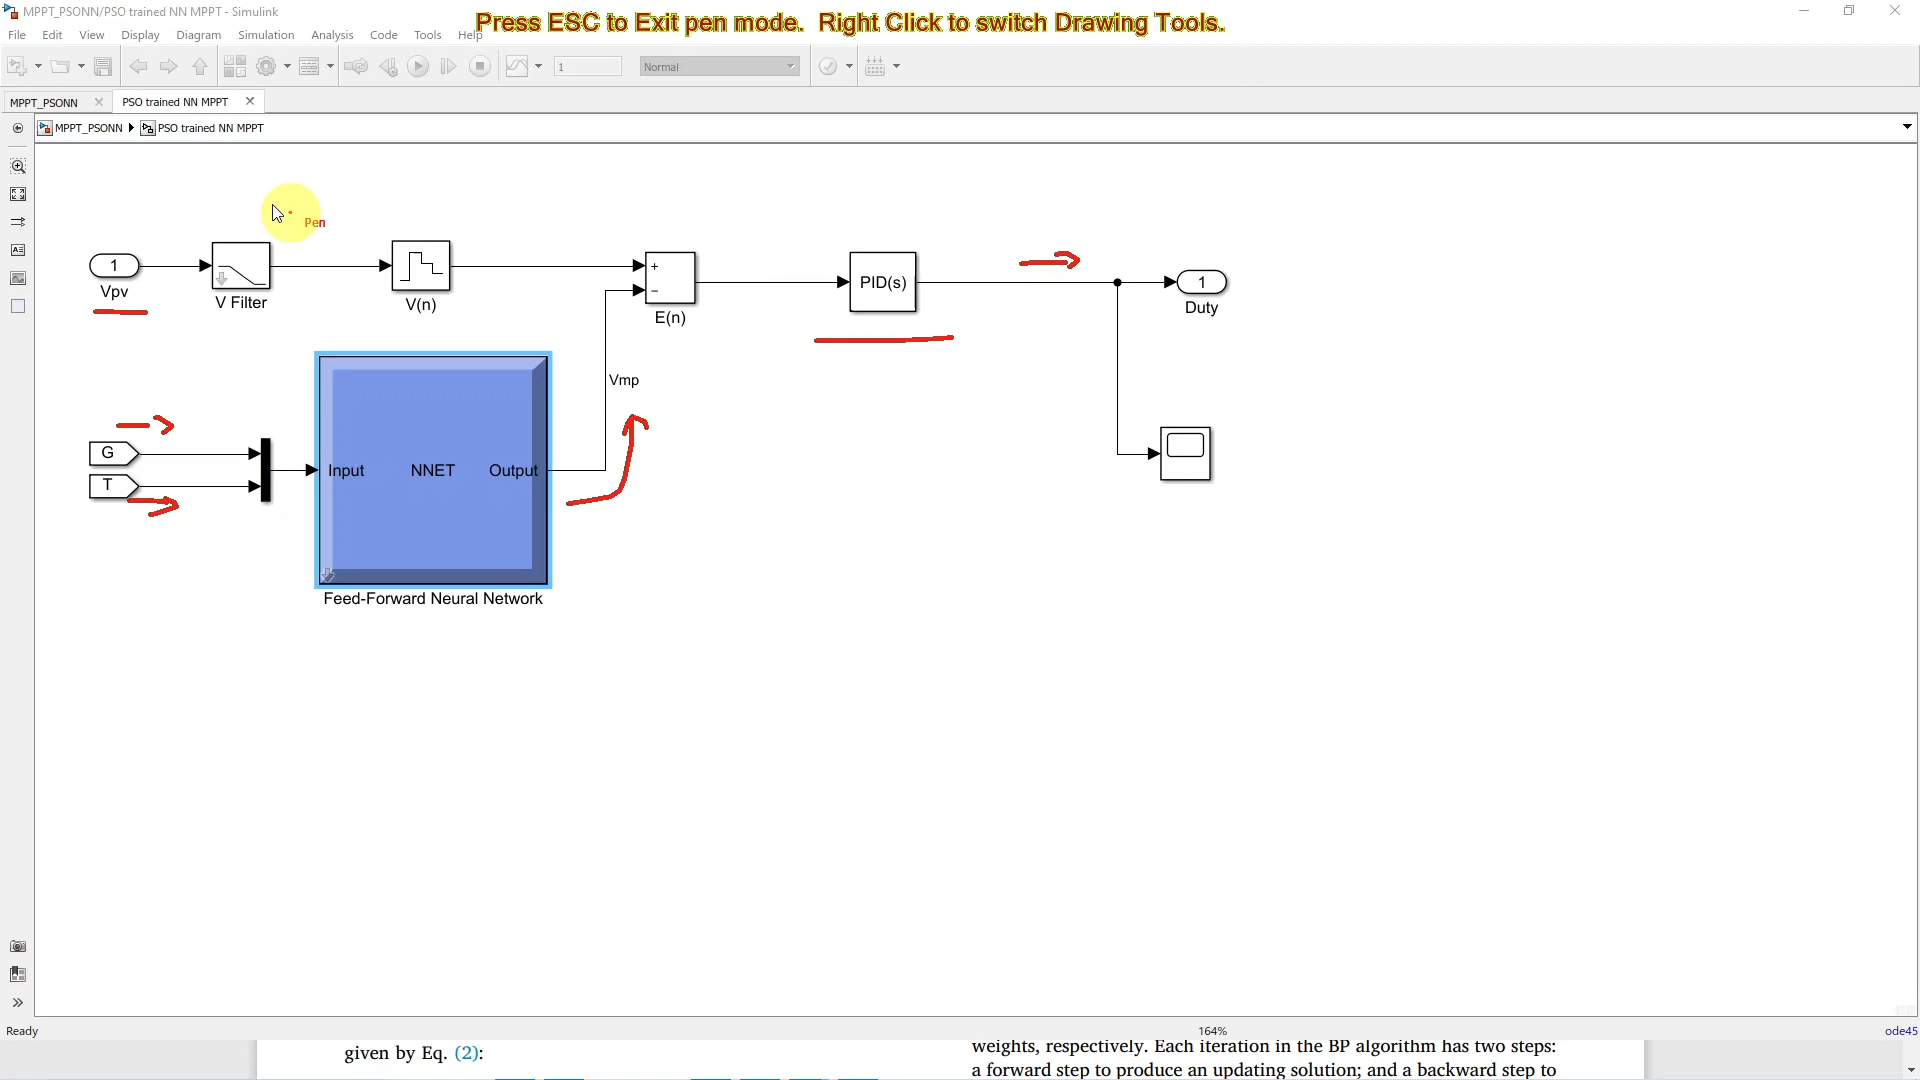 MPPT_PSONN/PSO trained NN MPPT - Simulink
Press ESC to Exit pen mode. Right Click to switch Drawing Tools.
File Edit View Display Diagram Simulation Analysis Code Tools Help
1
Normal
MPPT_PSONN
PSO trained NN MPPT
MPPT_PSONN PSO trained NN MPPT
Pen
1
Vpv
V Filter
V(n)
+
−
E(n)
PID(s)
1
Duty
Vmp
G
T
Input NNET Output
Feed-Forward Neural Network
Ready
164%
ode45
given by Eq. (2):
weights, respectively. Each iteration in the BP algorithm has two steps:
a forward step to produce an updating solution; and a backward step to